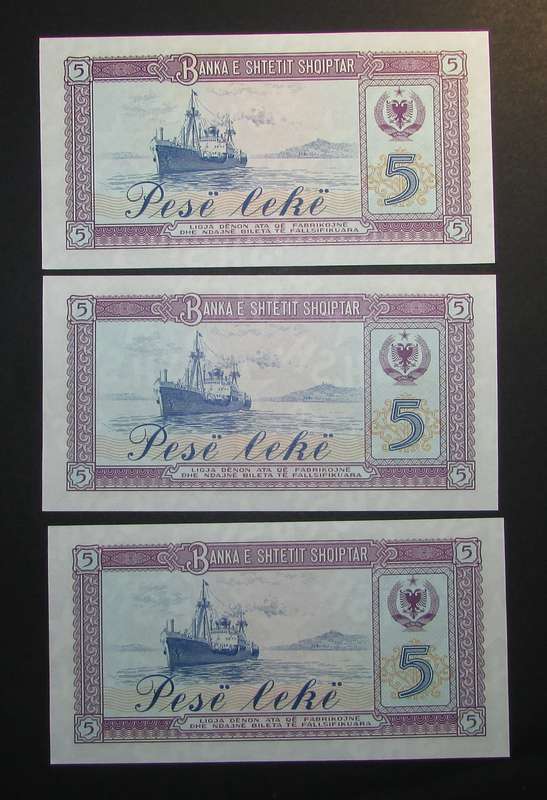 5 BANKA E SHTETIT SHQIPTAR 5
5
Pesë lekë
5 LIGJA DËNON ATA QË FABRIKOJNË 5
DHE NDAJNË BILETA TË FALLSIFIKUARA
5 BANKA E SHTETIT SHQIPTAR 5
5
Pesë lekë
5 LIGJA DËNON ATA QË FABRIKOJNË 5
DHE NDAJNË BILETA TË FALLSIFIKUARA
5 BANKA E SHTETIT SHQIPTAR 5
5
Pesë lekë
5 LIGJA DËNON ATA QË FABRIKOJNË 5
DHE NDAJNË BILETA TË FALLSIFIKUARA